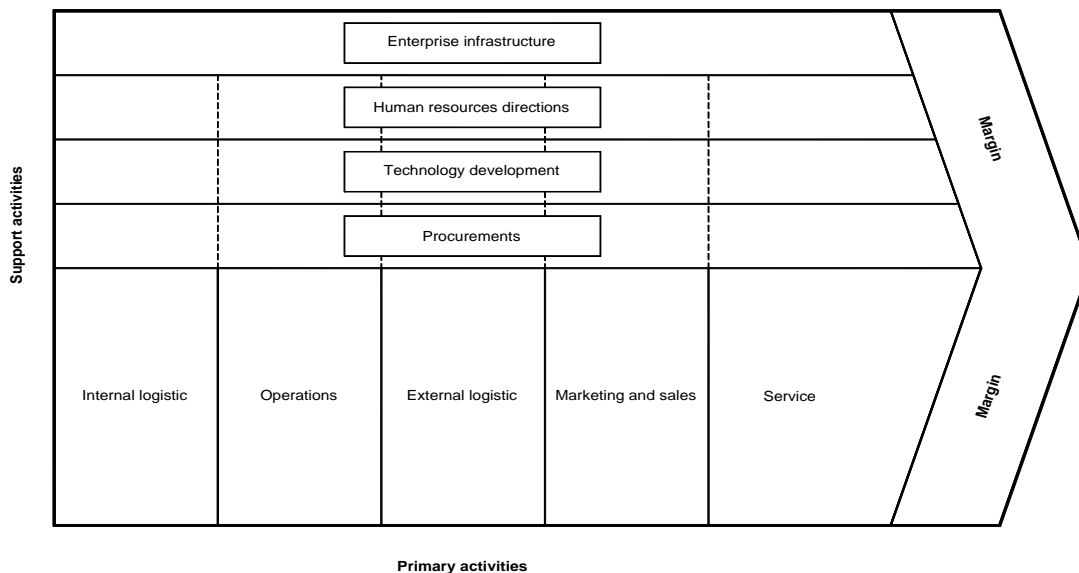 Enterprise infrastructure
Human resources directions
Technology development
Procurements
Support activities
Margin
Internal logistic
Operations
External logistic
Marketing and sales
Service
Margin
Primary activities